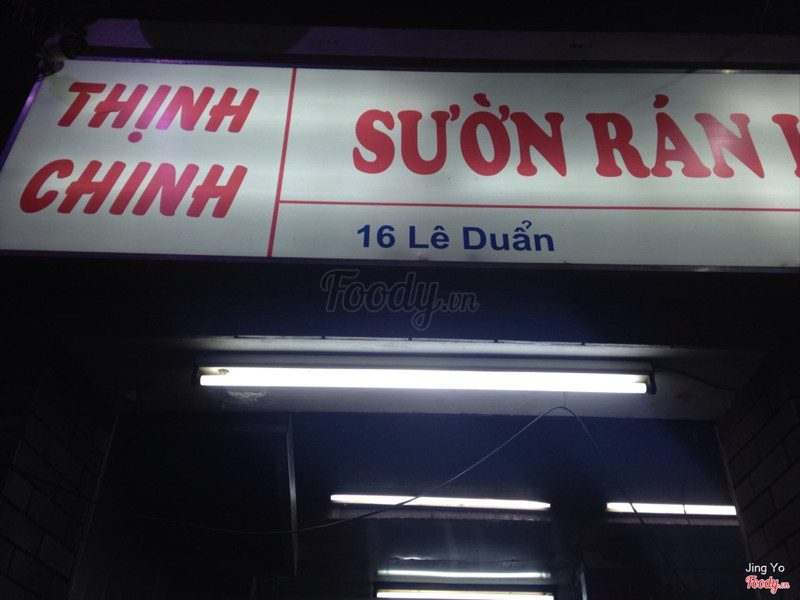 THỊNH
CHINH
SƯỜN RÁN
16 Lê Duẩn
Foody.vn
Jing Yo
Foody.vn